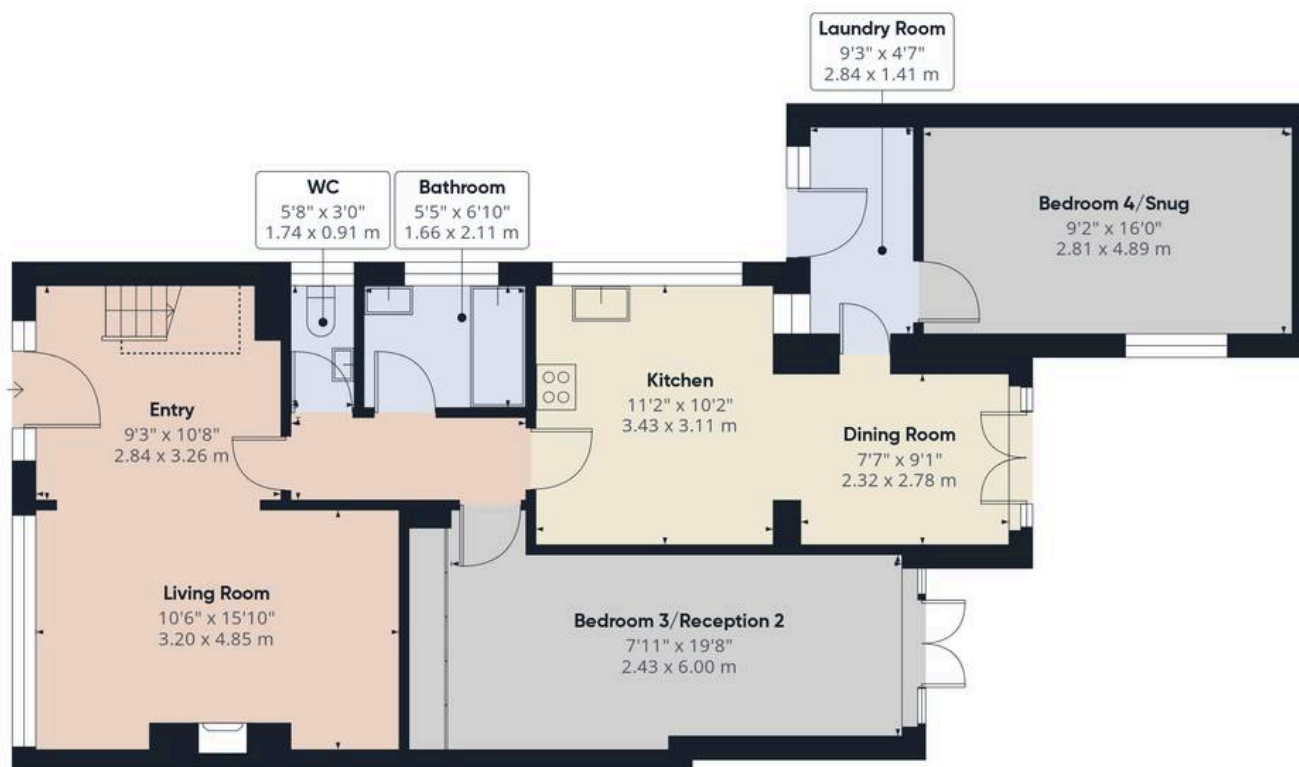 Laundry Room
9'3" x 4'7"
2.84 x 1.41 m
WC
5'8" x 3'0"
1.74 x 0.91 m
Bathroom
5'5" x 6'10"
1.66 x 2.11 m
Bedroom 4/Snug
9'2" x 16'0"
2.81 x 4.89 m
Entry
9'3" x 10'8"
2.84 x 3.26 m
Kitchen
11'2" x 10'2"
3.43 x 3.11 m
Dining Room
7'7" x 9'1"
2.32 x 2.78 m
Living Room
10'6" x 15'10"
3.20 x 4.85 m
Bedroom 3/Reception 2
7'11" x 19'8"
2.43 x 6.00 m